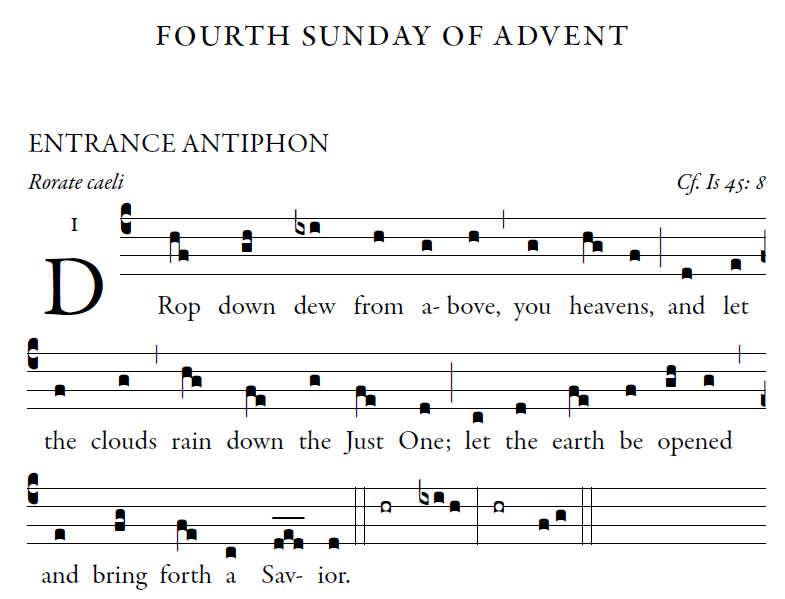 FOURTH SUNDAY OF ADVENT
ENTRANCE ANTIPHON
Rorate caeli Cf. Is 45: 8
I
DRop down dew from a- bove, you heavens, and let
the clouds rain down the Just One; let the earth be opened
and bring forth a Sav- ior.